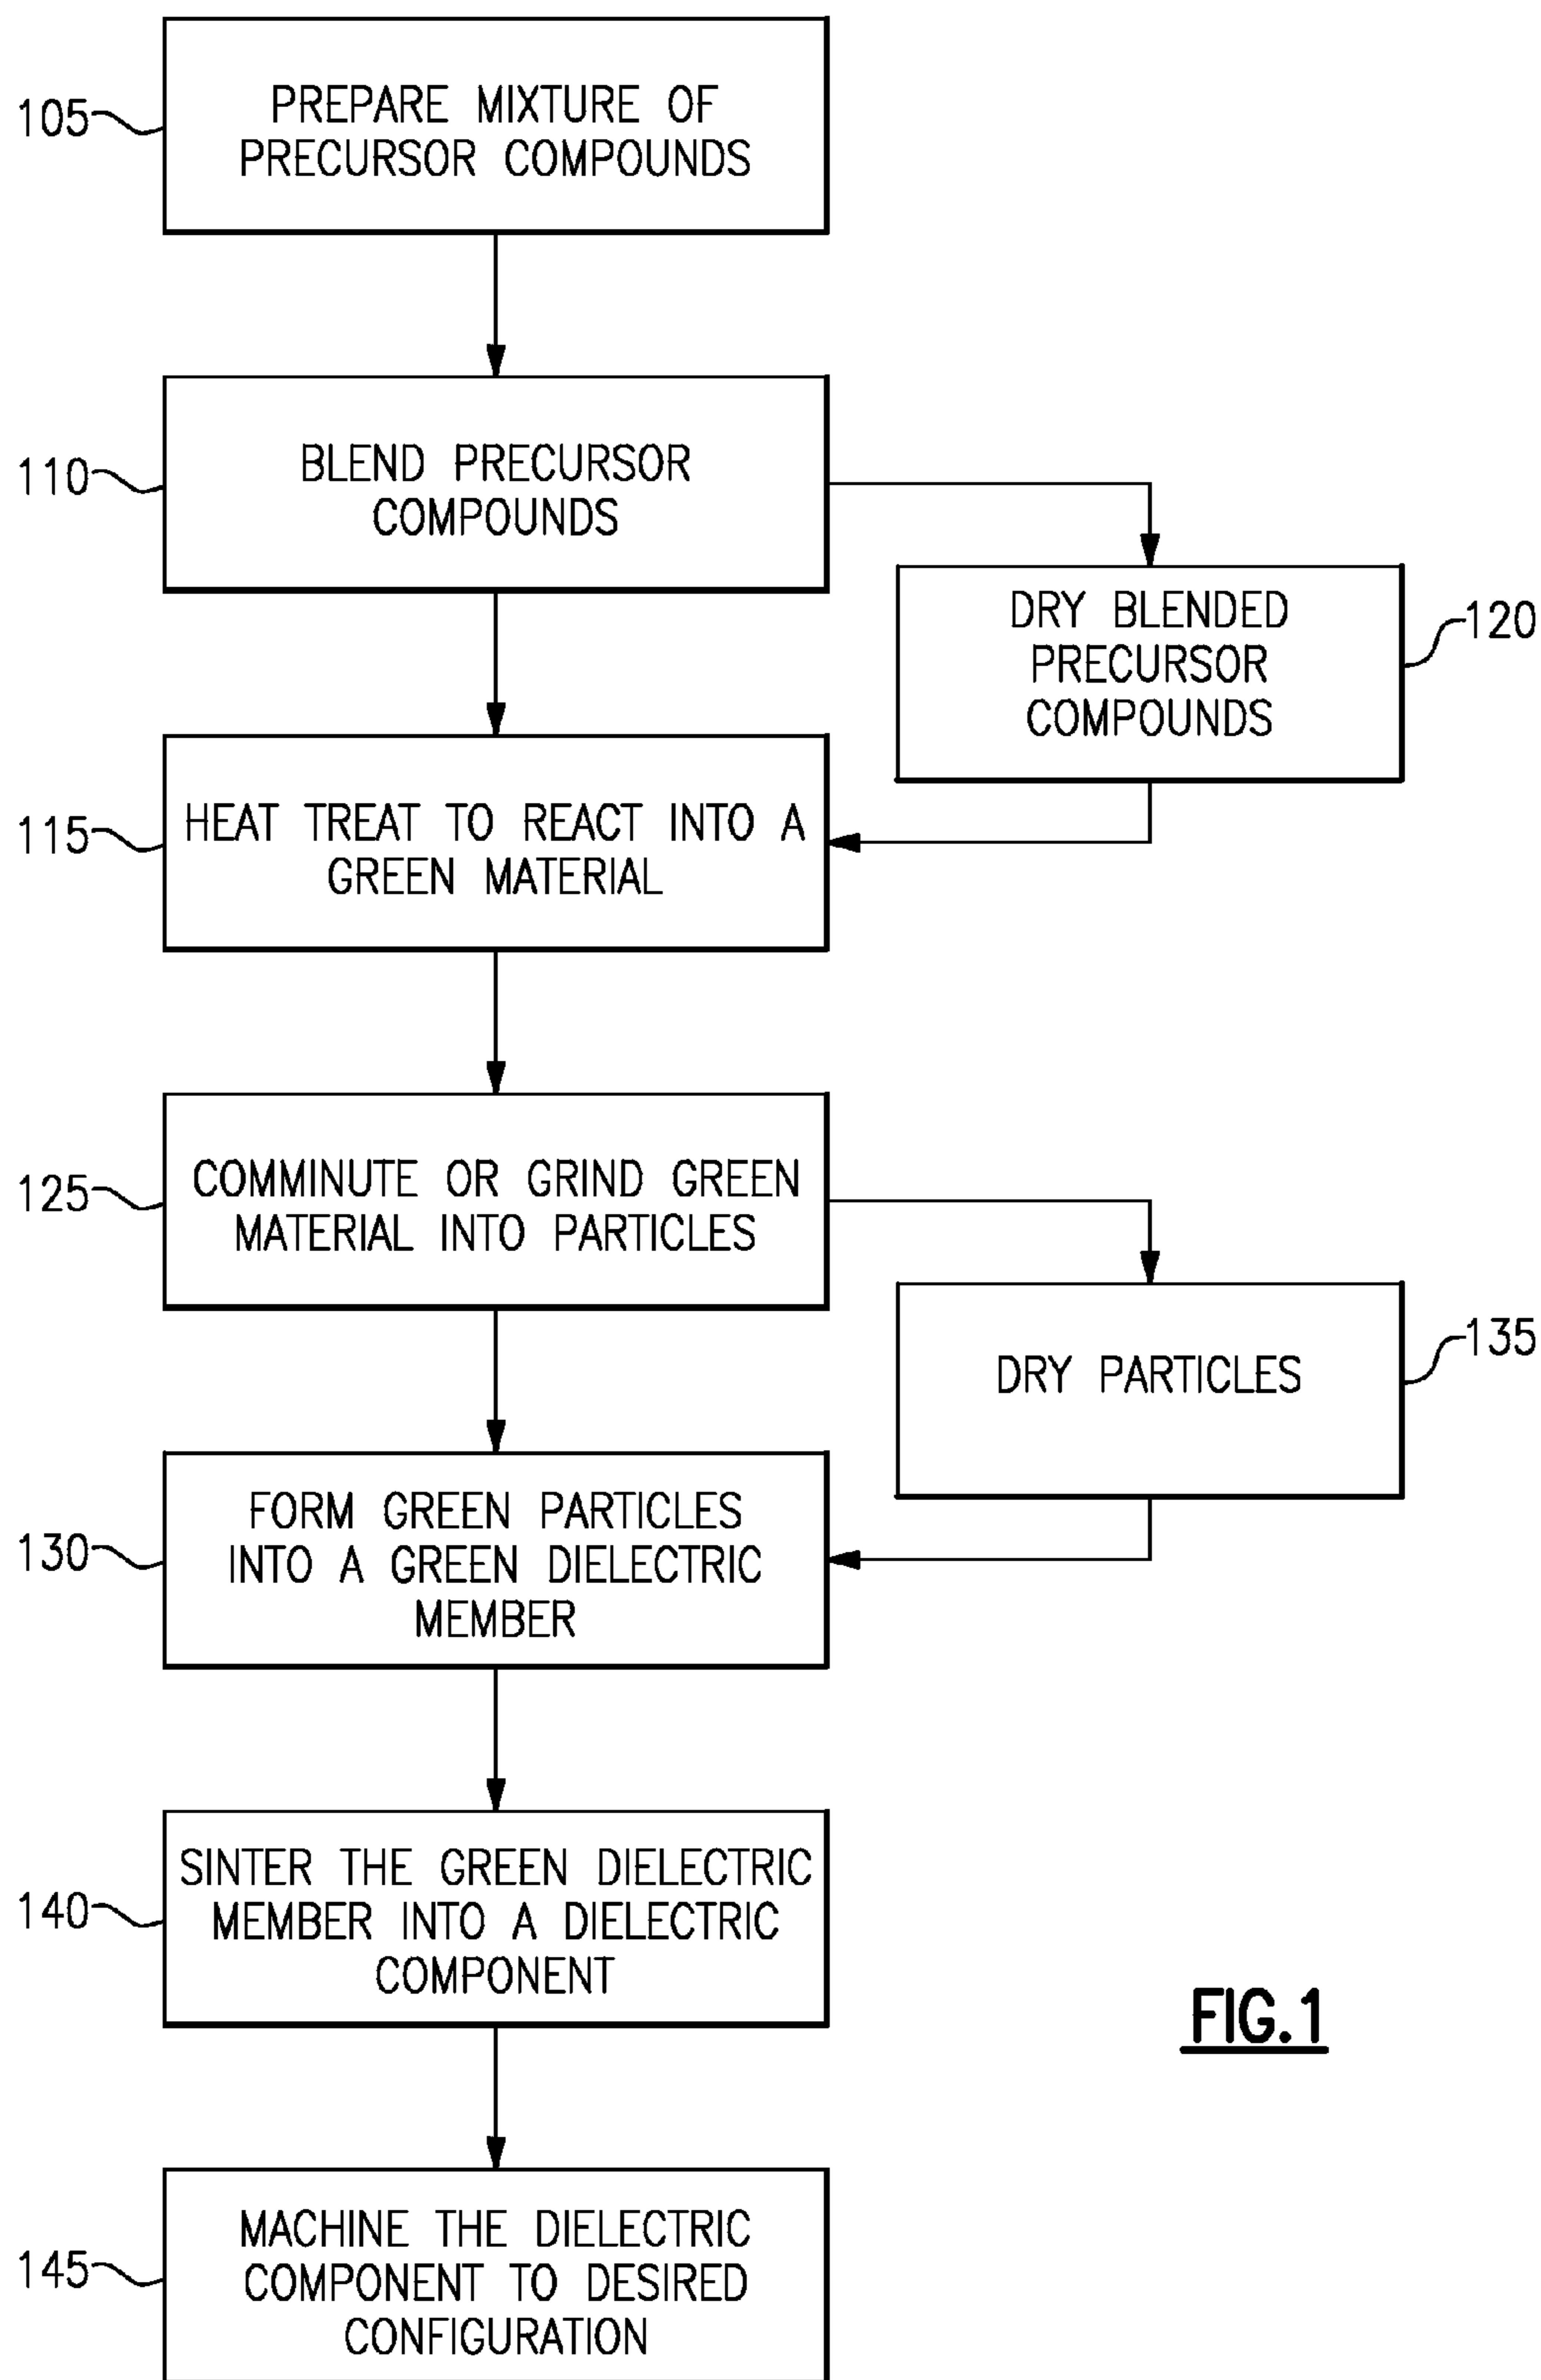 105
PREPARE MIXTURE OF
PRECURSOR COMPOUNDS
110
BLEND PRECURSOR
COMPOUNDS
DRY BLENDED
PRECURSOR
COMPOUNDS
120
115
HEAT TREAT TO REACT INTO A
GREEN MATERIAL
125
COMMINUTE OR GRIND GREEN
MATERIAL INTO PARTICLES
DRY PARTICLES
135
130
FORM GREEN PARTICLES
INTO A GREEN DIELECTRIC
MEMBER
140
SINTER THE GREEN DIELECTRIC
MEMBER INTO A DIELECTRIC
COMPONENT
FIG.1
145
MACHINE THE DIELECTRIC
COMPONENT TO DESIRED
CONFIGURATION